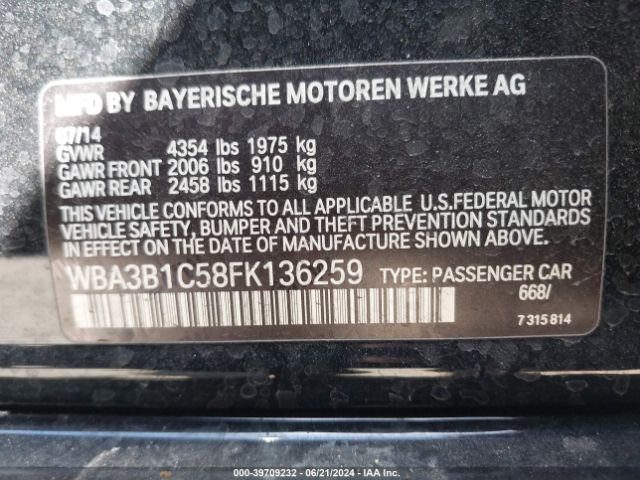 MFD BY BAYERISCHE MOTOREN WERKE AG
07/14
GVWR 4354 lbs 1975 kg
GAWR FRONT 2006 lbs 910 kg
GAWR REAR 2458 lbs 1115 kg
THIS VEHICLE CONFORMS TO ALL APPLICABLE U.S.FEDERAL MOTOR
VEHICLE SAFETY, BUMPER AND THEFT PREVENTION STANDARDS
IN EFFECT ON THE DATE OF MANUFACTURE SHOWN ABOVE.
WBA3B1C58FK136259 TYPE: PASSENGER CAR
668/
7 315 814
000-39709232 - 06/21/2024 - IAA Inc.